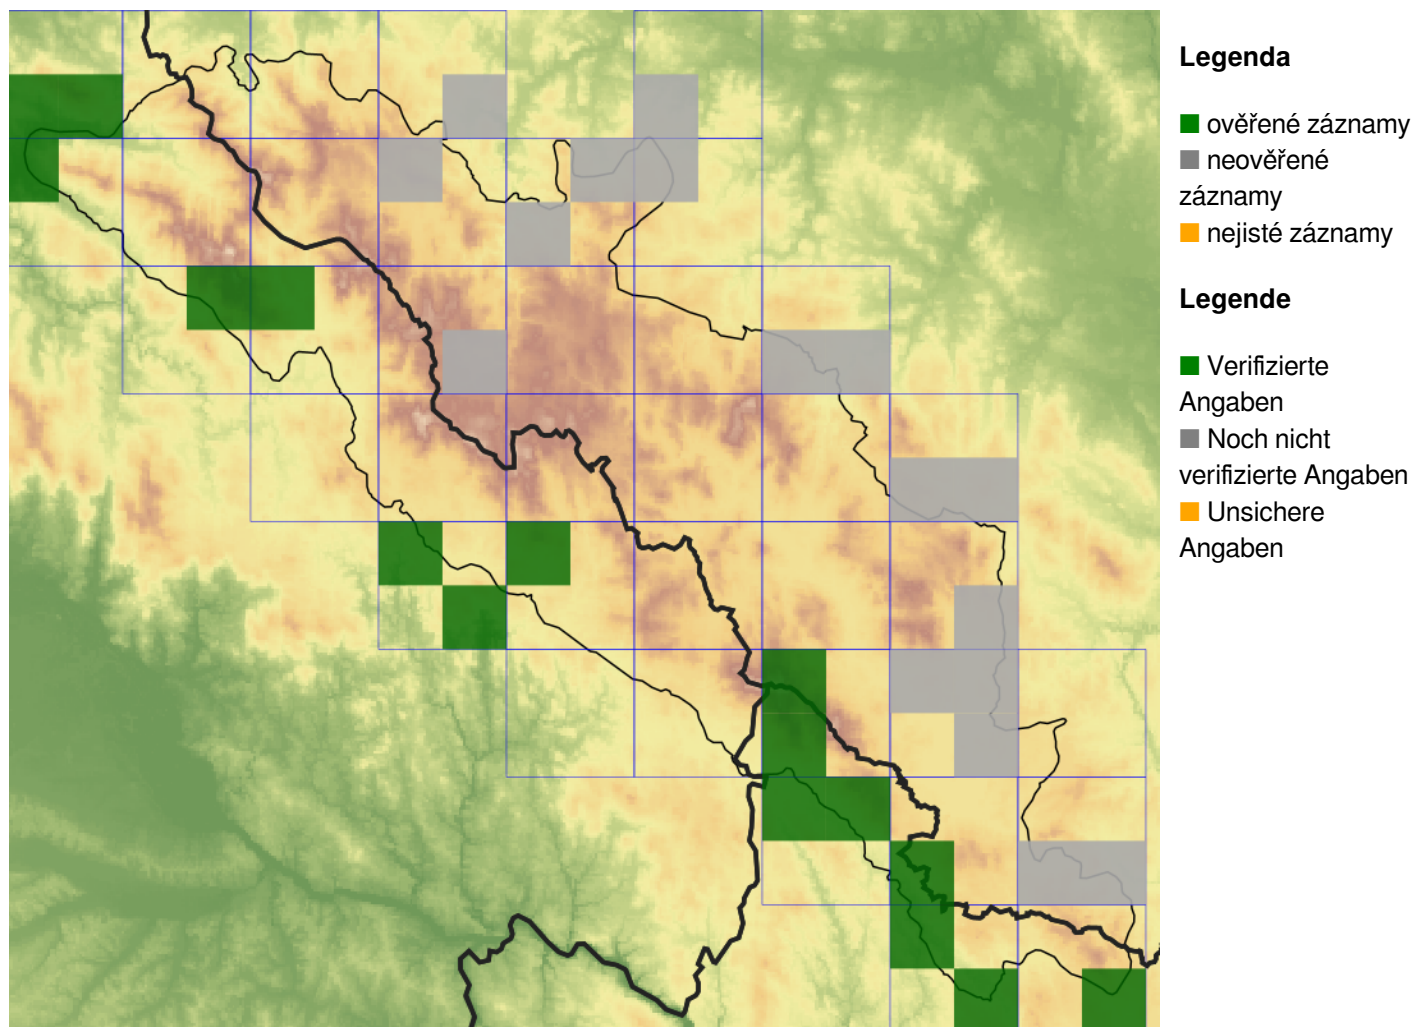 Legenda
ověřené záznamy
neověřené
záznamy
nejisté záznamy
Legende
Verifizierte
Angaben
Noch nicht
verifizierte Angaben
Unsichere
Angaben